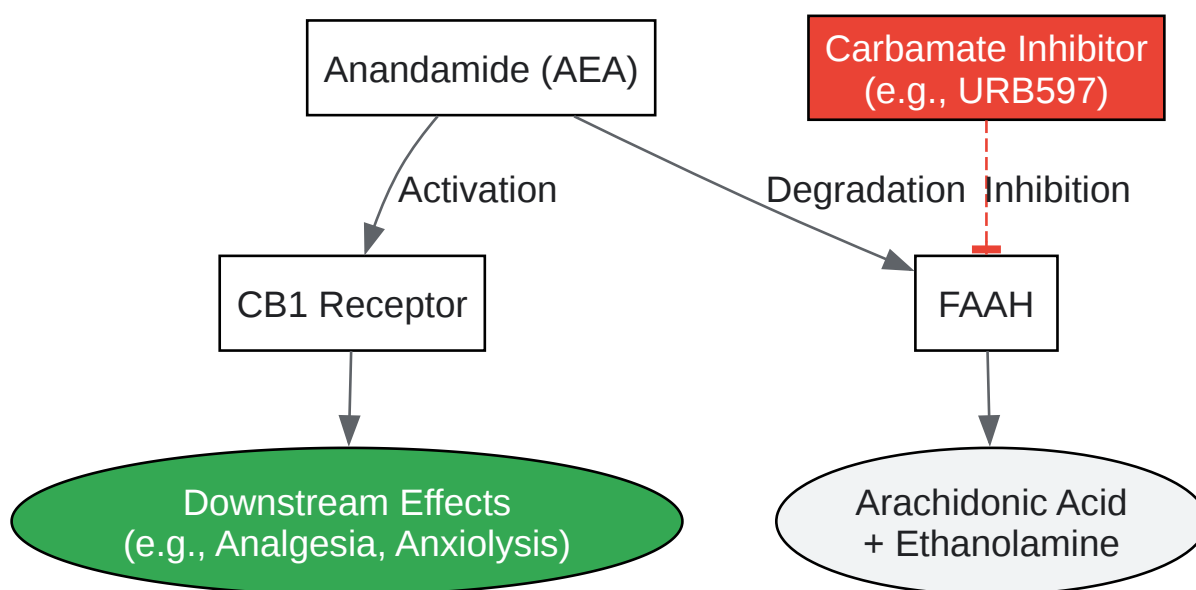 Anandamide (AEA)
Carbamate Inhibitor
(e.g., URB597)
Activation
Degradation
Inhibition
CB1 Receptor
FAAH
Downstream Effects
(e.g., Analgesia, Anxiolysis)
Arachidonic Acid
+ Ethanolamine